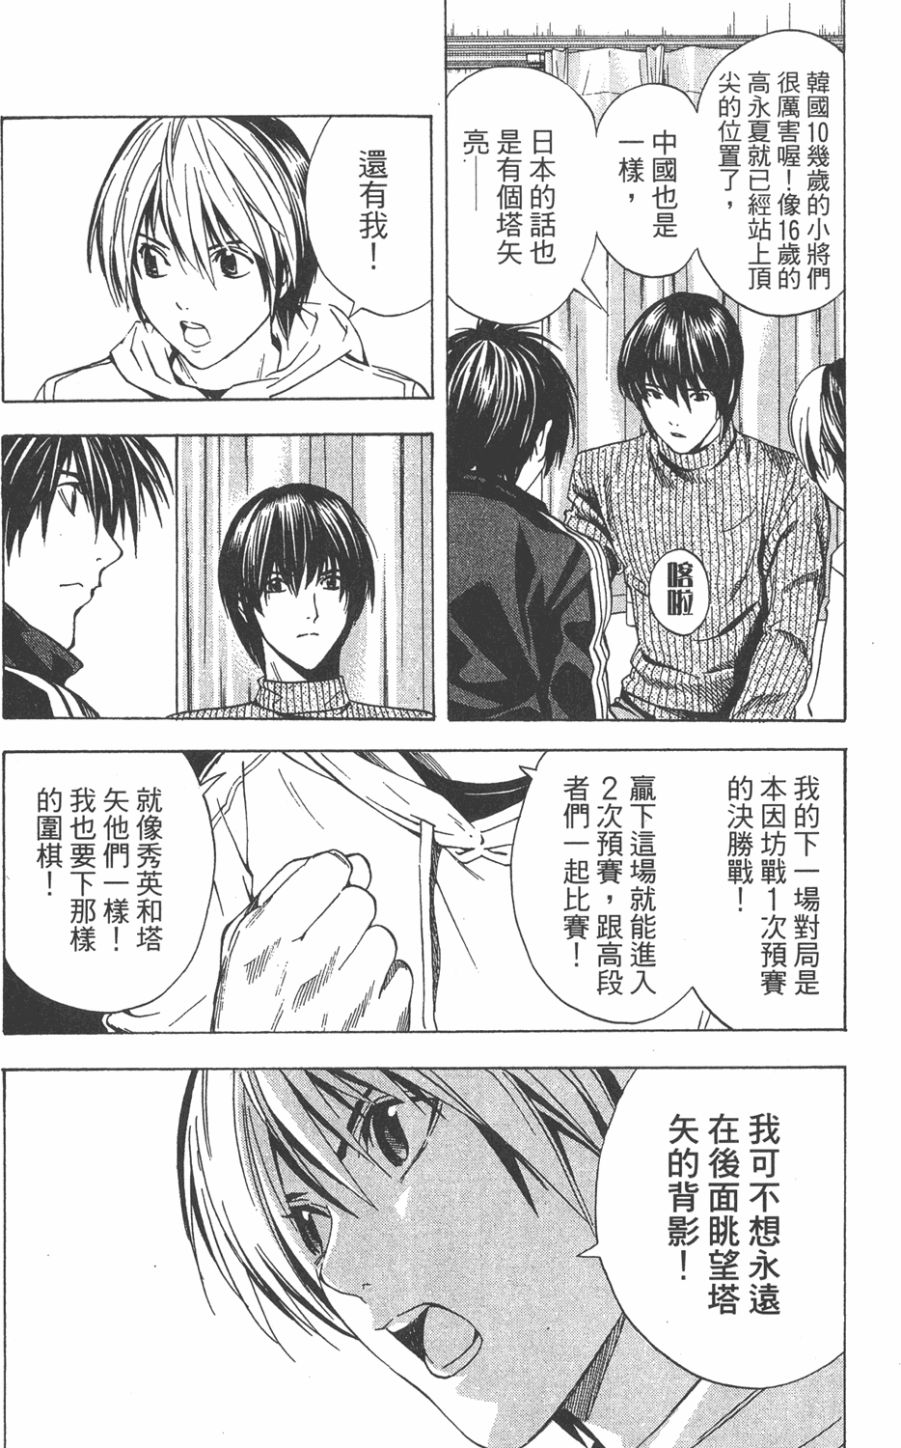 韓國10幾歲的小將們
很厲害喔！像16歲的
高永夏就已經站上頂
尖的位置了，
中國也是
一樣，
日本的話也
是有個塔矢
亮——
喀啦
還有我！
我的下一場對局是
本因坊戰1次預賽
的決勝戰！
贏下這場就能進入
2次預賽，跟高段
者們一起比賽！
就像秀英和塔
矢他們一樣！
我也要下那樣
的圍棋！
我可不想永遠
在後面眺望塔
矢的背影！